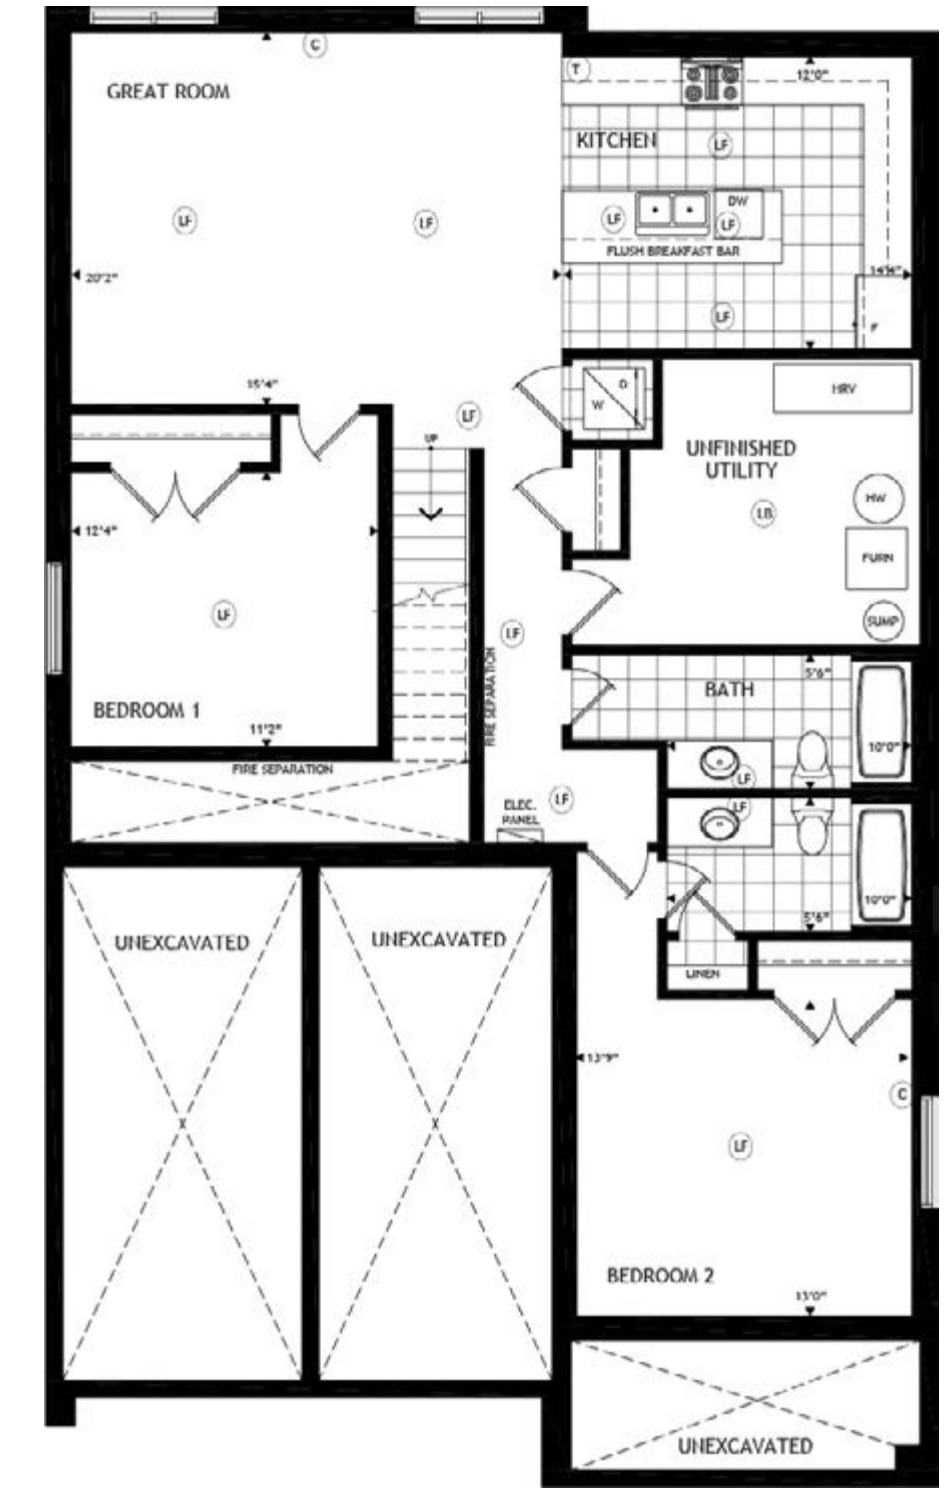 C
T
12'0"
GREAT ROOM
KITCHEN
LF
LF
LF
LF
DW
LF
FLUSH BREAKFAST BAR
20'2"
14'4"
LF
F
15'4"
D
W
HRV
LF
UP
UNFINISHED
UTILITY
HW
LB
12'4"
FURN
LF
SUMP
LF
FIRE SEPARATION
5'6"
BATH
BEDROOM 1
11'2"
10'0"
FIRE SEPARATION
LF
LF
ELEC.
PANEL
LF
10'0"
5'6"
UNEXCAVATED
UNEXCAVATED
LINEN
13'9"
C
LF
BEDROOM 2
13'0"
UNEXCAVATED